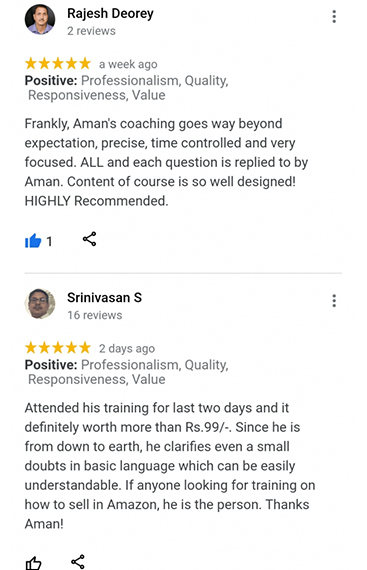 Rajesh Deorey
2 reviews
a week ago
Positive: Professionalism, Quality,
Responsiveness, Value
Frankly, Aman's coaching goes way beyond
expectation, precise, time controlled and very
focused. ALL and each question is replied to by
Aman. Content of course is so well designed!
HIGHLY Recommended.
1
Srinivasan S
16 reviews
2 days ago
Positive: Professionalism, Quality,
Responsiveness, Value
Attended his training for last two days and it
definitely worth more than Rs.99/-. Since he is
from down to earth, he clarifies even a small
doubts in basic language which can be easily
understandable. If anyone looking for training on
how to sell in Amazon, he is the person. Thanks
Aman!